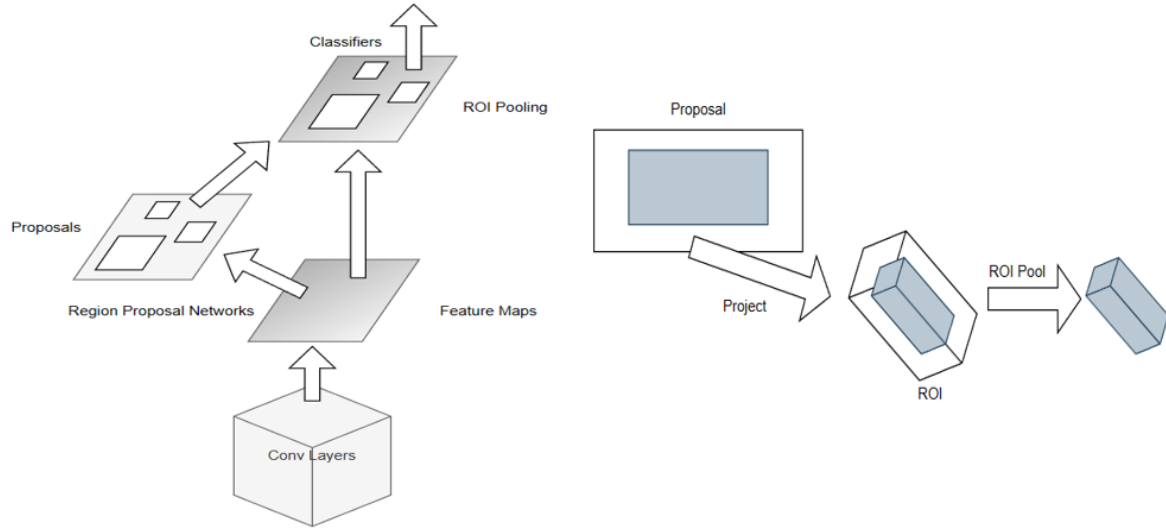 Classifiers
ROI Pooling
Proposals
Region Proposal Networks
Feature Maps
Conv Layers
Proposal
Project
ROI
ROI Pool